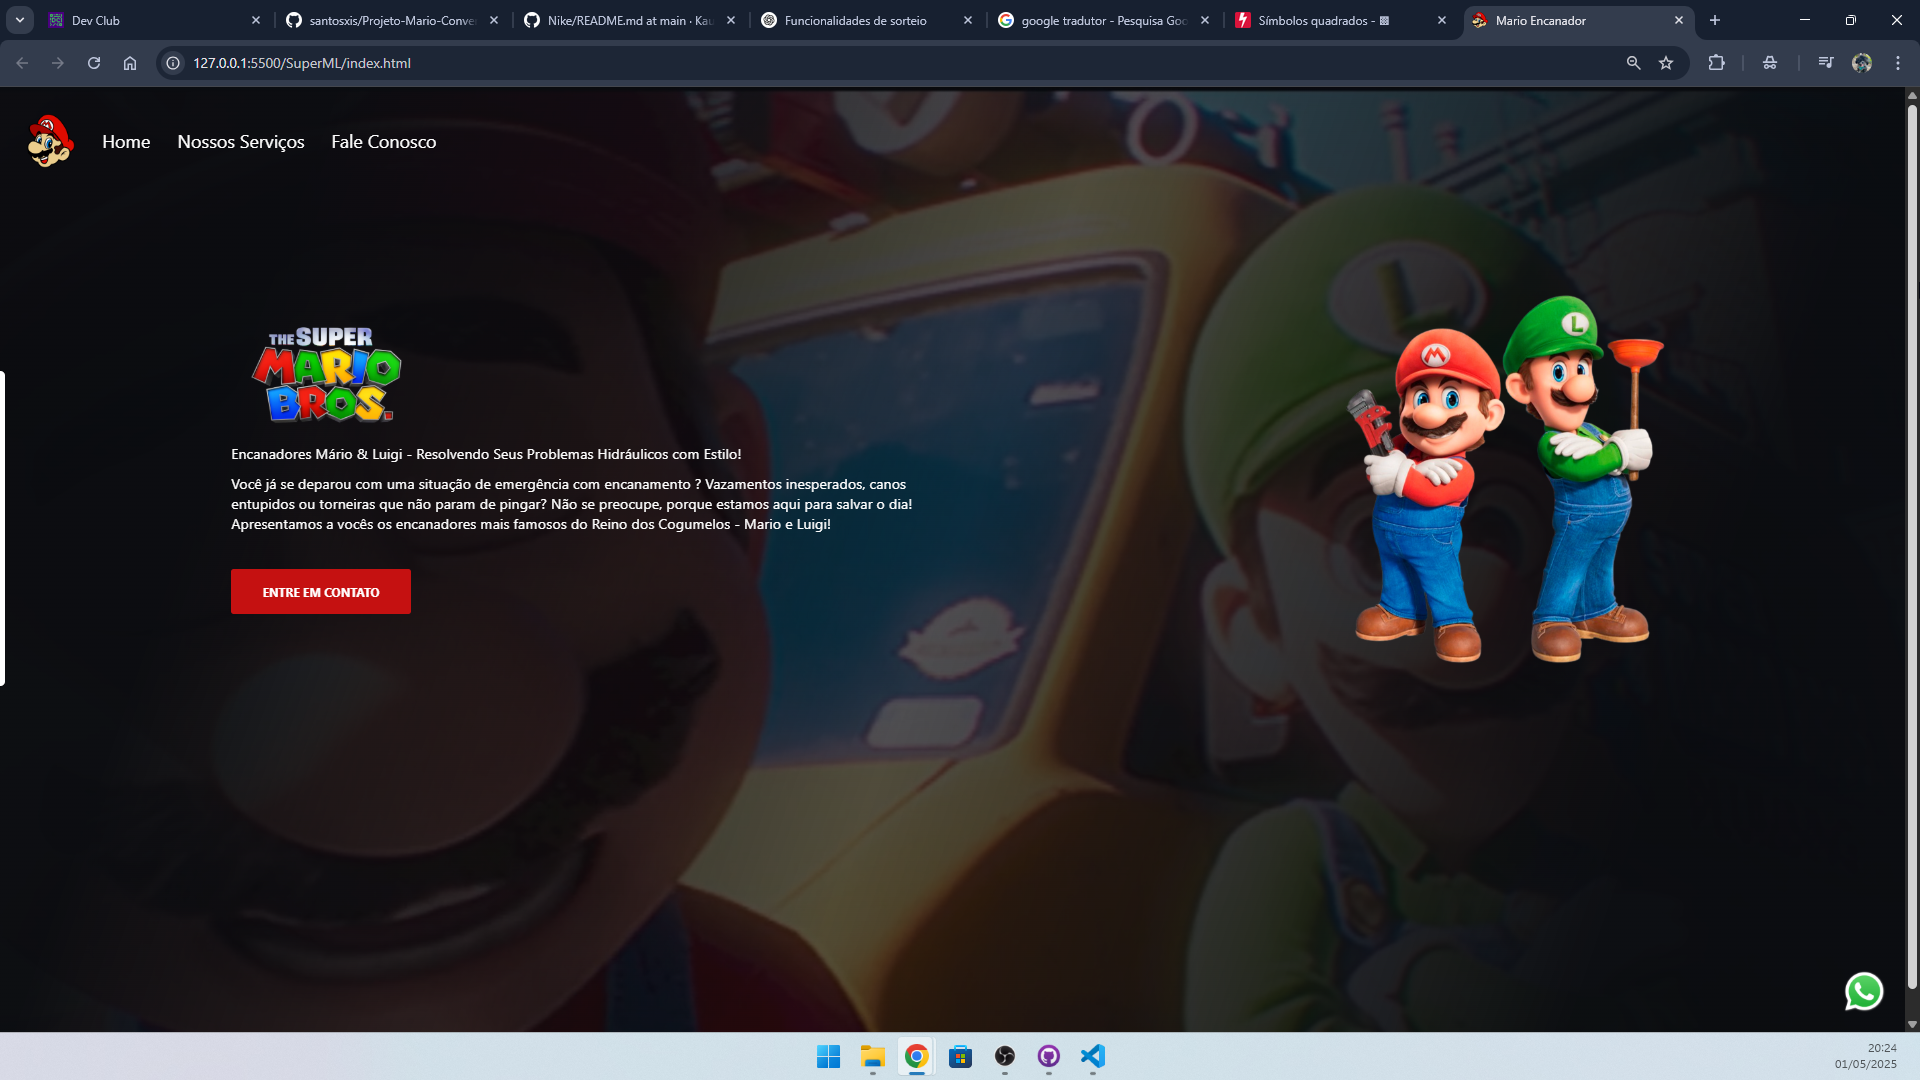 Dev Club
santosxis/Projeto-Mario-Conver
Nike/README.md at main · Kau
Funcionalidades de sorteio
google tradutor - Pesquisa Goo
Símbolos quadrados - ▩
Mario Encanador
127.0.0.1:5500/SuperML/index.html
Home
Nossos Serviços
Fale Conosco
THE SUPER
MARIO
BROS.
Encanadores Mário & Luigi - Resolvendo Seus Problemas Hidráulicos com Estilo!
Você já se deparou com uma situação de emergência com encanamento ? Vazamentos inesperados, canos
entupidos ou torneiras que não param de pingar? Não se preocupe, porque estamos aqui para salvar o dia!
Apresentamos a vocês os encanadores mais famosos do Reino dos Cogumelos - Mario e Luigi!
ENTRE EM CONTATO
M
L
L
20:24
01/05/2025